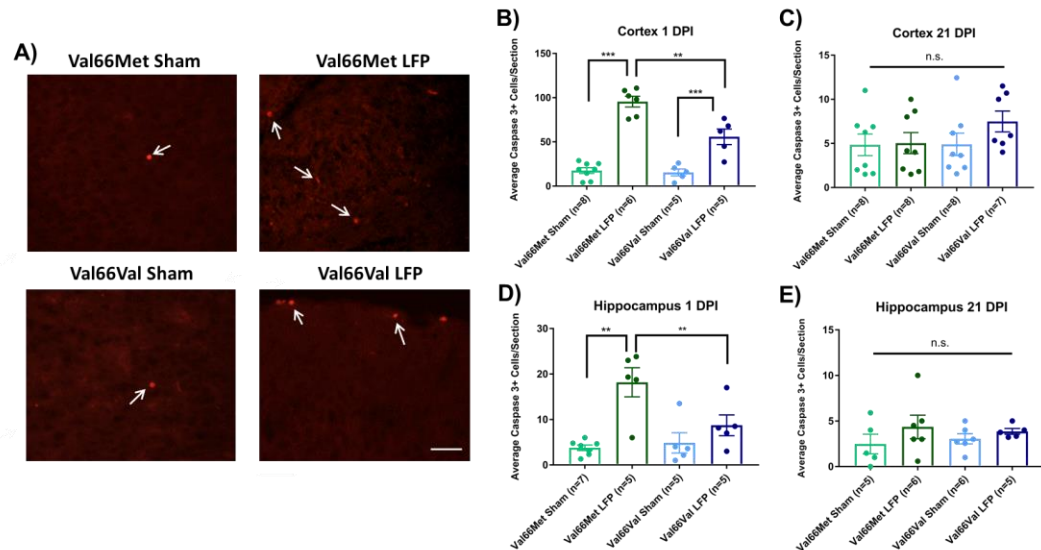 A)
Val66Met Sham
Val66Met LFP
Val66Val Sham
Val66Val LFP
B)
Cortex 1 DPI
Average Caspase 3+ Cells/Section
150
100
50
0
***
**
***
Val66Met Sham (n=8)
Val66Met LFP (n=6)
Val66Val Sham (n=5)
Val66Val LFP (n=5)
C)
Cortex 21 DPI
Average Caspase 3+ Cells/Section
15
10
5
0
n.s.
Val66Met Sham (n=8)
Val66Met LFP (n=8)
Val66Val Sham (n=8)
Val66Val LFP (n=7)
D)
Hippocampus 1 DPI
Average Caspase 3+ Cells/Section
30
20
10
0
**
**
Val66Met Sham (n=7)
Val66Met LFP (n=5)
Val66Val Sham (n=5)
Val66Val LFP (n=5)
E)
Hippocampus 21 DPI
Average Caspase 3+ Cells/Section
15
10
5
0
n.s.
Val66Met Sham (n=5)
Val66Met LFP (n=6)
Val66Val Sham (n=6)
Val66Val LFP (n=5)